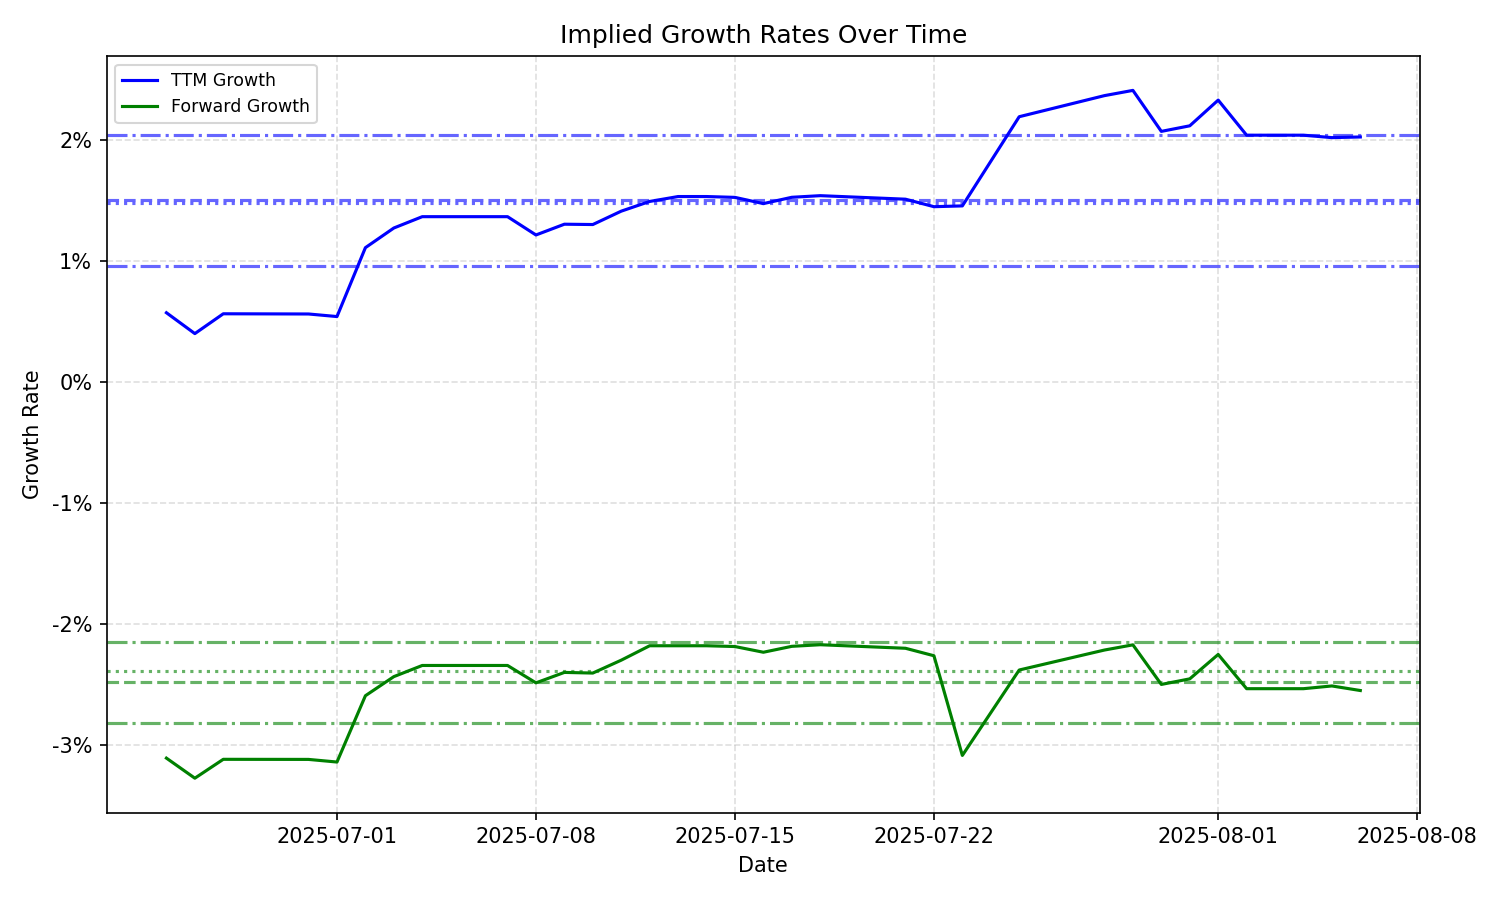 Implied Growth Rates Over Time
TTM Growth
Forward Growth
2%
1%
0%
-1%
-2%
-3%
Growth Rate
2025-07-01
2025-07-08
2025-07-15
2025-07-22
2025-08-01
2025-08-08
Date